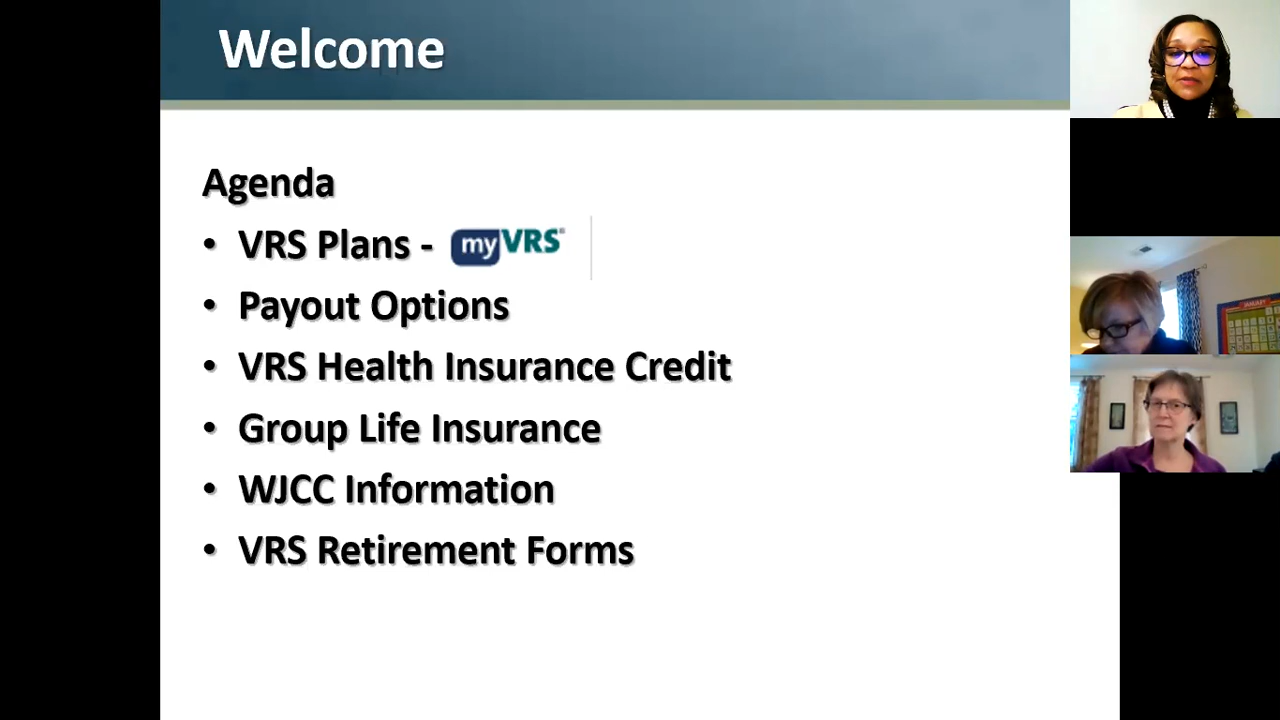 Welcome
Agenda
• VRS Plans - myVRS®
• Payout Options
• VRS Health Insurance Credit
• Group Life Insurance
• WJCC Information
• VRS Retirement Forms
JANUARY